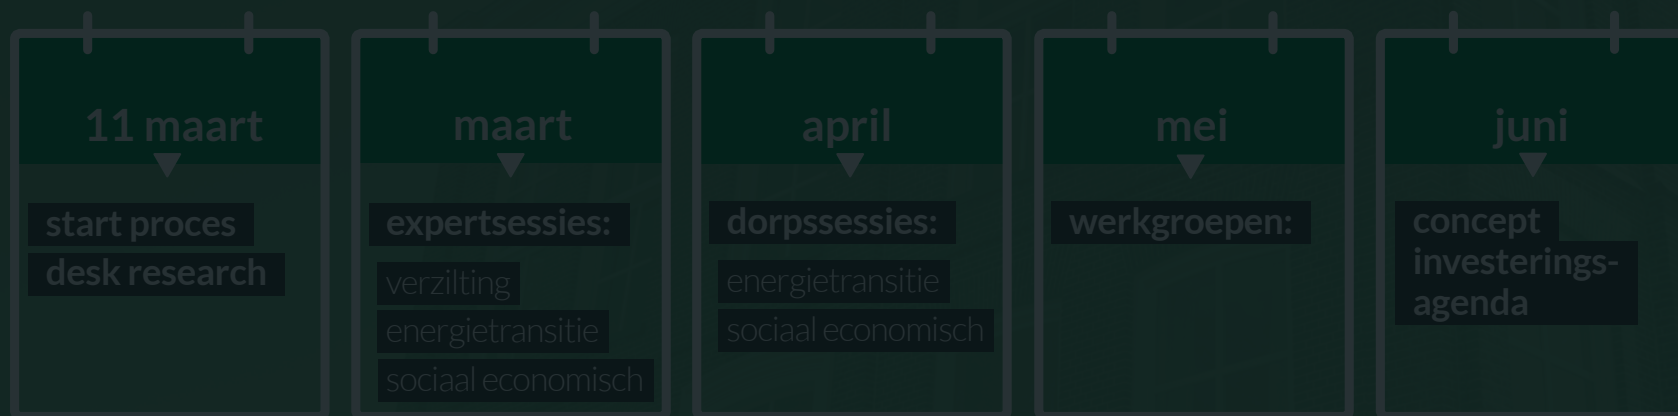 11 maart
start proces
desk research
maart
expertsessies:
verzilting
energietransitie
sociaal economisch
april
dorpssessies:
energietransitie
sociaal economisch
mei
werkgroepen:
juni
concept
investerings-
agenda